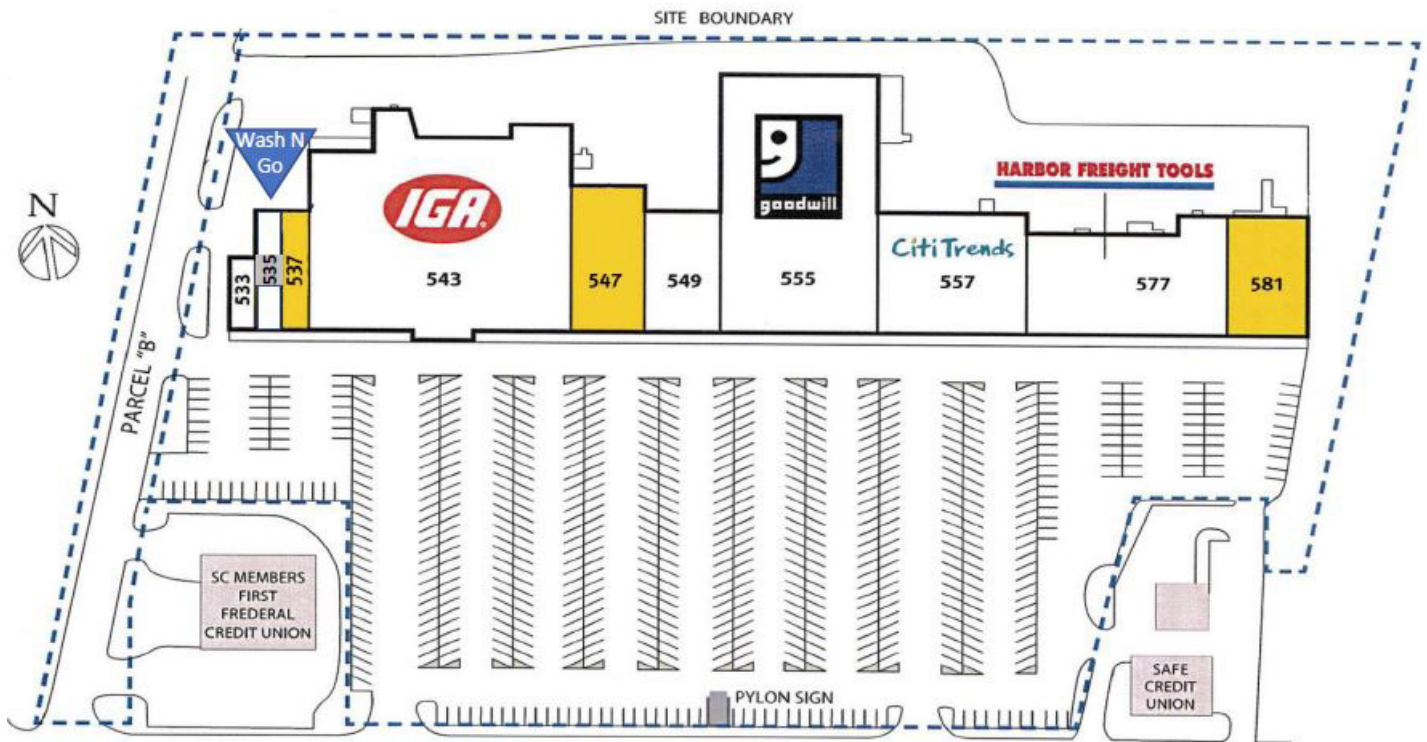 SITE BOUNDARY
Wash N
Go
N
IGA
goodwill
HARBOR FREIGHT TOOLS
CitiTrends
533
535
537
543
547
549
555
557
577
581
PARCEL "B"
SC MEMBERS
FIRST
FREDERAL
CREDIT UNION
PYLON SIGN
SAFE
CREDIT
UNION